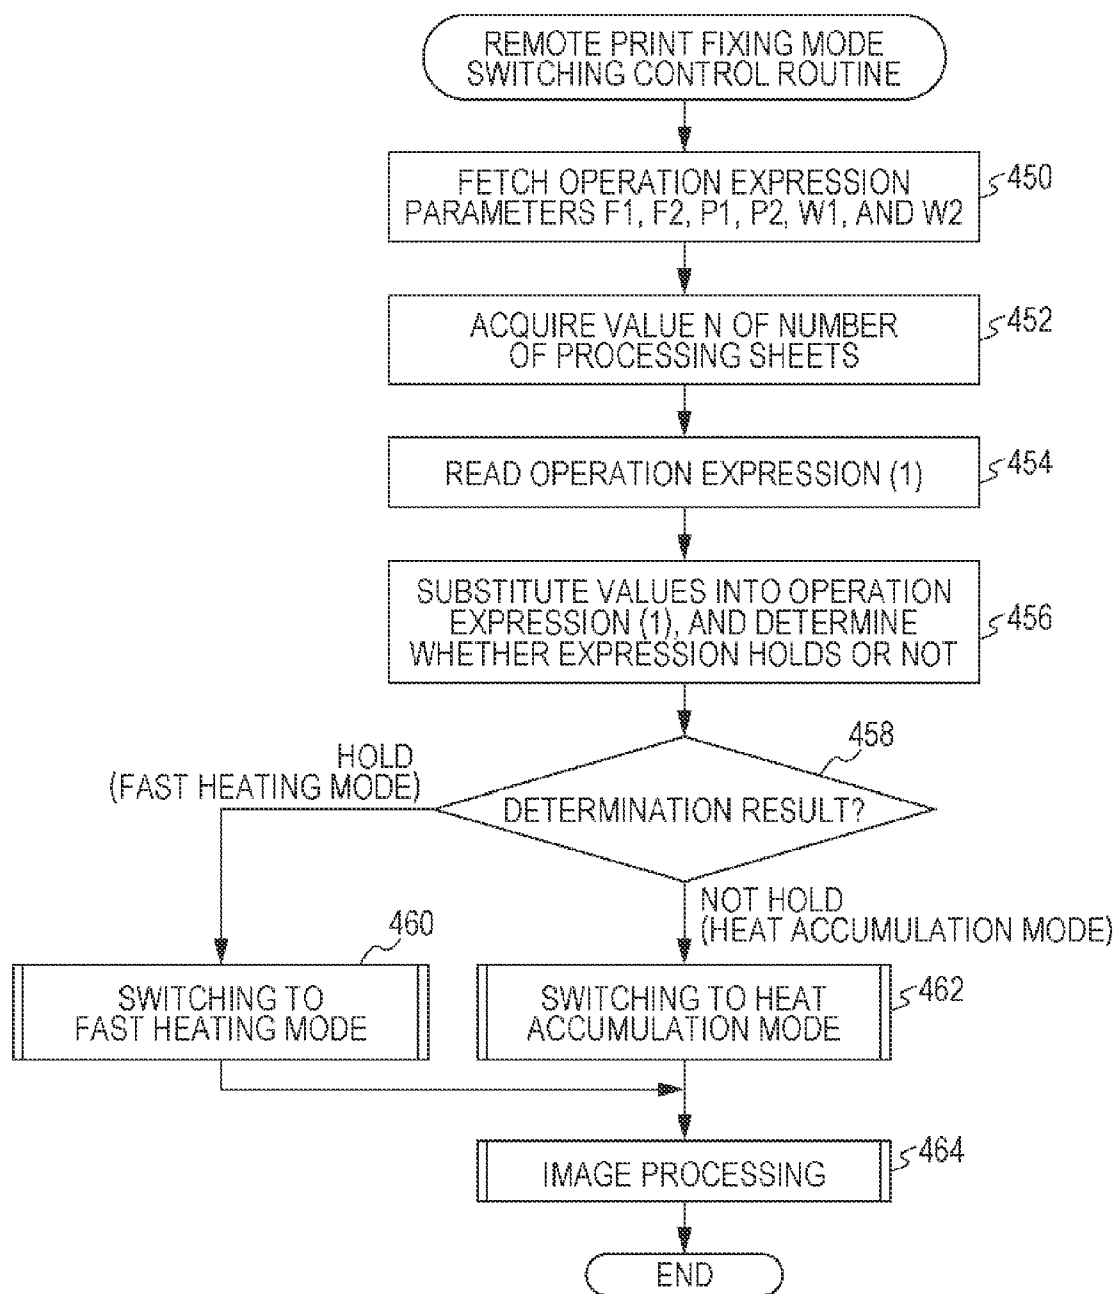 REMOTE PRINT FIXING MODE
SWITCHING CONTROL ROUTINE
FETCH OPERATION EXPRESSION
PARAMETERS F1, F2, P1, P2, W1, AND W2
450
ACQUIRE VALUE N OF NUMBER
OF PROCESSING SHEETS
452
READ OPERATION EXPRESSION (1)
454
SUBSTITUTE VALUES INTO OPERATION
EXPRESSION (1), AND DETERMINE
WHETHER EXPRESSION HOLDS OR NOT
456
458
HOLD
(FAST HEATING MODE)
DETERMINATION RESULT?
NOT HOLD
(HEAT ACCUMULATION MODE)
460
SWITCHING TO
FAST HEATING MODE
SWITCHING TO HEAT
ACCUMULATION MODE
462
IMAGE PROCESSING
464
END